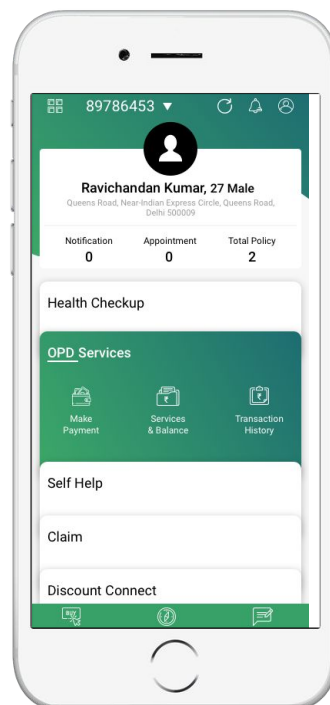 89786453
Ravichandan Kumar, 27 Male
Queens Road, Near-Indian Express Circle, Queens Road,
Delhi 500009
Notification Appointment Total Policy
0 0 2
Health Checkup
OPD Services
Make Payment
Services & Balance
Transaction History
Self Help
Claim
Discount Connect
BUY